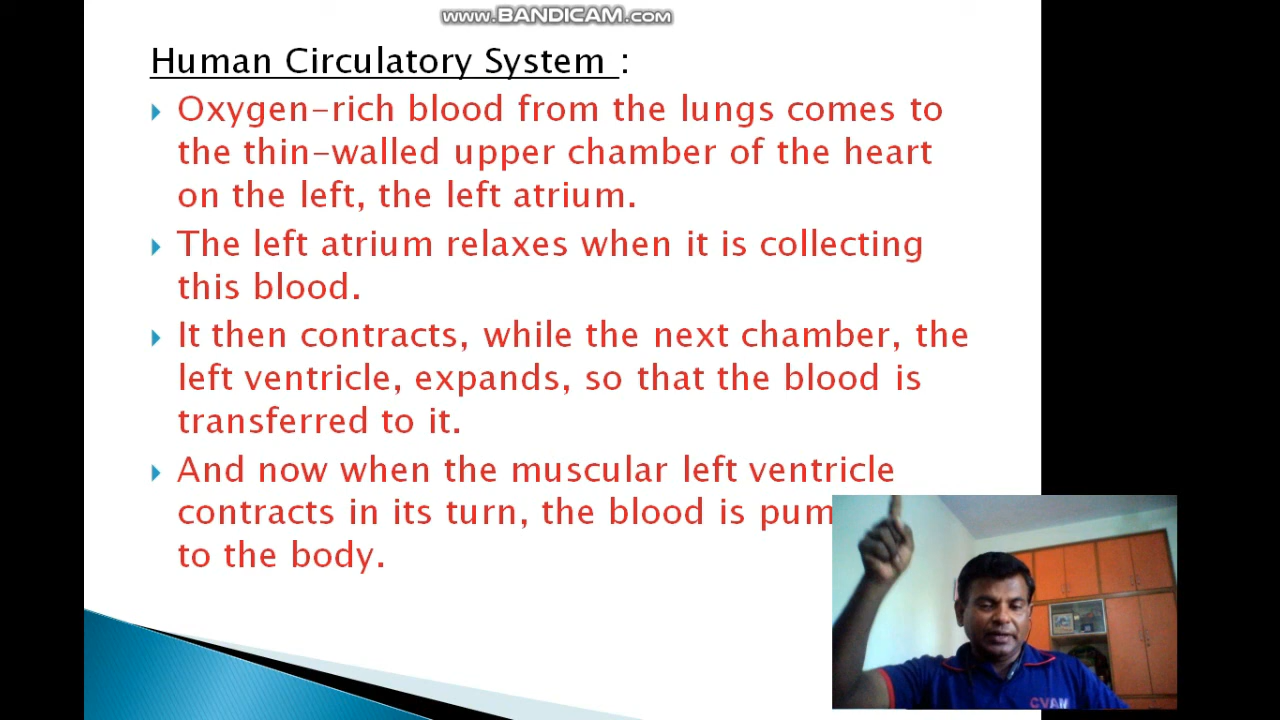 www.BANDICAM.com
Human Circulatory System :
Oxygen-rich blood from the lungs comes to
the thin-walled upper chamber of the heart
on the left, the left atrium.
The left atrium relaxes when it is collecting
this blood.
It then contracts, while the next chamber, the
left ventricle, expands, so that the blood is
transferred to it.
And now when the muscular left ventricle
contracts in its turn, the blood is pum
to the body.